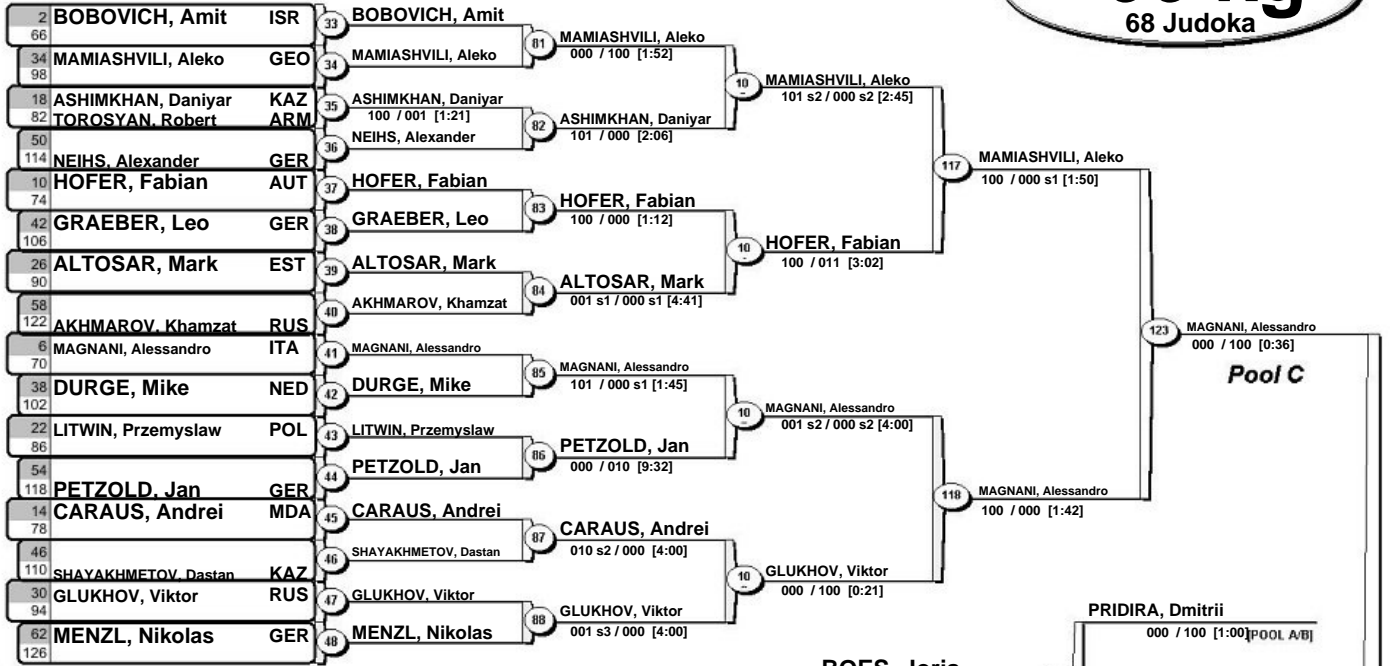 68 Judoka
2 BOBOVICH, Amit ISR
66
34 MAMIASHVILI, Aleko GEO
98
18 ASHIMKHAN, Daniyar KAZ
82 TOROSYAN, Robert ARM
50
114 NEIHS, Alexander GER
10 HOFER, Fabian AUT
74
42 GRAEBER, Leo GER
106
26 ALTOSAR, Mark EST
90
58
122 AKHMAROV, Khamzat RUS
6 MAGNANI, Alessandro ITA
70
38 DURGE, Mike NED
102
22 LITWIN, Przemyslaw POL
86
54
118 PETZOLD, Jan GER
14 CARAUS, Andrei MDA
78
46
110 SHAYAKHMETOV, Dastan KAZ
30 GLUKHOV, Viktor RUS
94
62 MENZL, Nikolas GER
126
33 BOBOVICH, Amit
34 MAMIASHVILI, Aleko
35 ASHIMKHAN, Daniyar
100 / 001 [1:21]
36 NEIHS, Alexander
37 HOFER, Fabian
38 GRAEBER, Leo
39 ALTOSAR, Mark
40 AKHMAROV, Khamzat
41 MAGNANI, Alessandro
42 DURGE, Mike
43 LITWIN, Przemyslaw
44 PETZOLD, Jan
45 CARAUS, Andrei
46 SHAYAKHMETOV, Dastan
47 GLUKHOV, Viktor
48 MENZL, Nikolas
81 MAMIASHVILI, Aleko
000 / 100 [1:52]
82 ASHIMKHAN, Daniyar
101 / 000 [2:06]
83 HOFER, Fabian
100 / 000 [1:12]
84 ALTOSAR, Mark
001 s1 / 000 s1 [4:41]
85 MAGNANI, Alessandro
101 / 000 s1 [1:45]
86 PETZOLD, Jan
000 / 010 [9:32]
87 CARAUS, Andrei
010 s2 / 000 [4:00]
88 GLUKHOV, Viktor
001 s3 / 000 [4:00]
10 MAMIASHVILI, Aleko
101 s2 / 000 s2 [2:45]
10 HOFER, Fabian
100 / 011 [3:02]
10 MAGNANI, Alessandro
001 s2 / 000 s2 [4:00]
10 GLUKHOV, Viktor
000 / 100 [0:21]
117 MAMIASHVILI, Aleko
100 / 000 s1 [1:50]
118 MAGNANI, Alessandro
100 / 000 [1:42]
123 MAGNANI, Alessandro
000 / 100 [0:36]
Pool C
PRIDIRA, Dmitrii
000 / 100 [1:00] [POOL A/B]